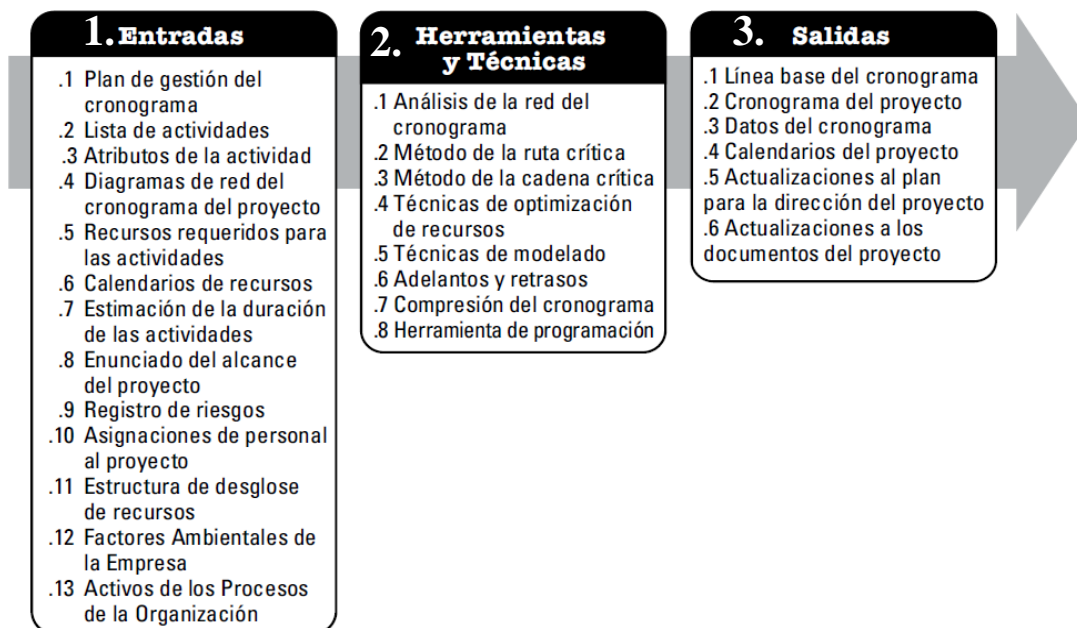 1. Entradas
.1 Plan de gestión del
cronograma
.2 Lista de actividades
.3 Atributos de la actividad
.4 Diagramas de red del
cronograma del proyecto
.5 Recursos requeridos para
las actividades
.6 Calendarios de recursos
.7 Estimación de la duración
de las actividades
.8 Enunciado del alcance
del proyecto
.9 Registro de riesgos
.10 Asignaciones de personal
al proyecto
.11 Estructura de desglose
de recursos
.12 Factores Ambientales de
la Empresa
.13 Activos de los Procesos
de la Organización
2. Herramientas
y Técnicas
.1 Análisis de la red del
cronograma
.2 Método de la ruta crítica
.3 Método de la cadena crítica
.4 Técnicas de optimización
de recursos
.5 Técnicas de modelado
.6 Adelantos y retrasos
.7 Compresión del cronograma
.8 Herramienta de programación
3. Salidas
.1 Línea base del cronograma
.2 Cronograma del proyecto
.3 Datos del cronograma
.4 Calendarios del proyecto
.5 Actualizaciones al plan
para la dirección del proyecto
.6 Actualizaciones a los
documentos del proyecto